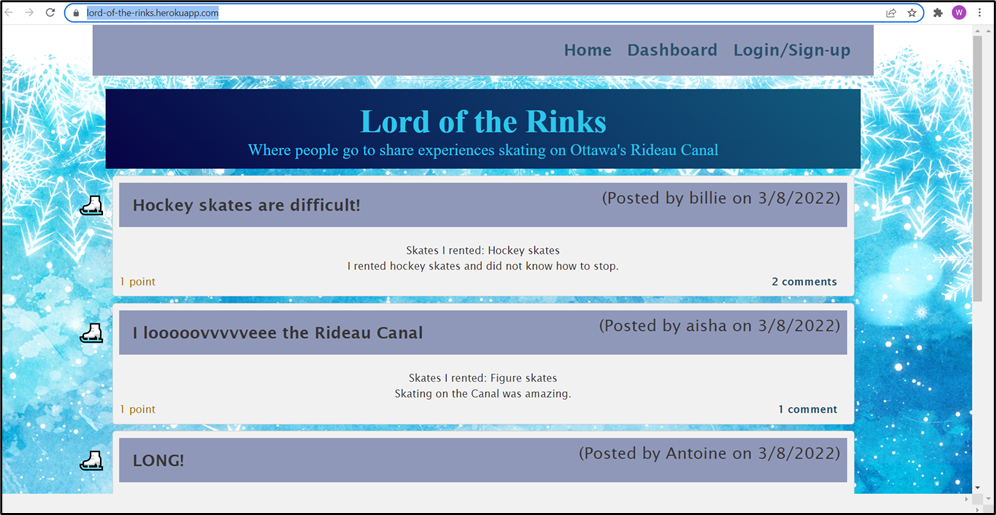 lord-of-the-rinks.herokuapp.com
W
Home Dashboard Login/Sign-up
Lord of the Rinks
Where people go to share experiences skating on Ottawa's Rideau Canal
Hockey skates are difficult! (Posted by billie on 3/8/2022)
Skates I rented: Hockey skates
I rented hockey skates and did not know how to stop.
1 point 2 comments
I looooovvvvveee the Rideau Canal (Posted by aisha on 3/8/2022)
Skates I rented: Figure skates
Skating on the Canal was amazing.
1 point 1 comment
LONG! (Posted by Antoine on 3/8/2022)